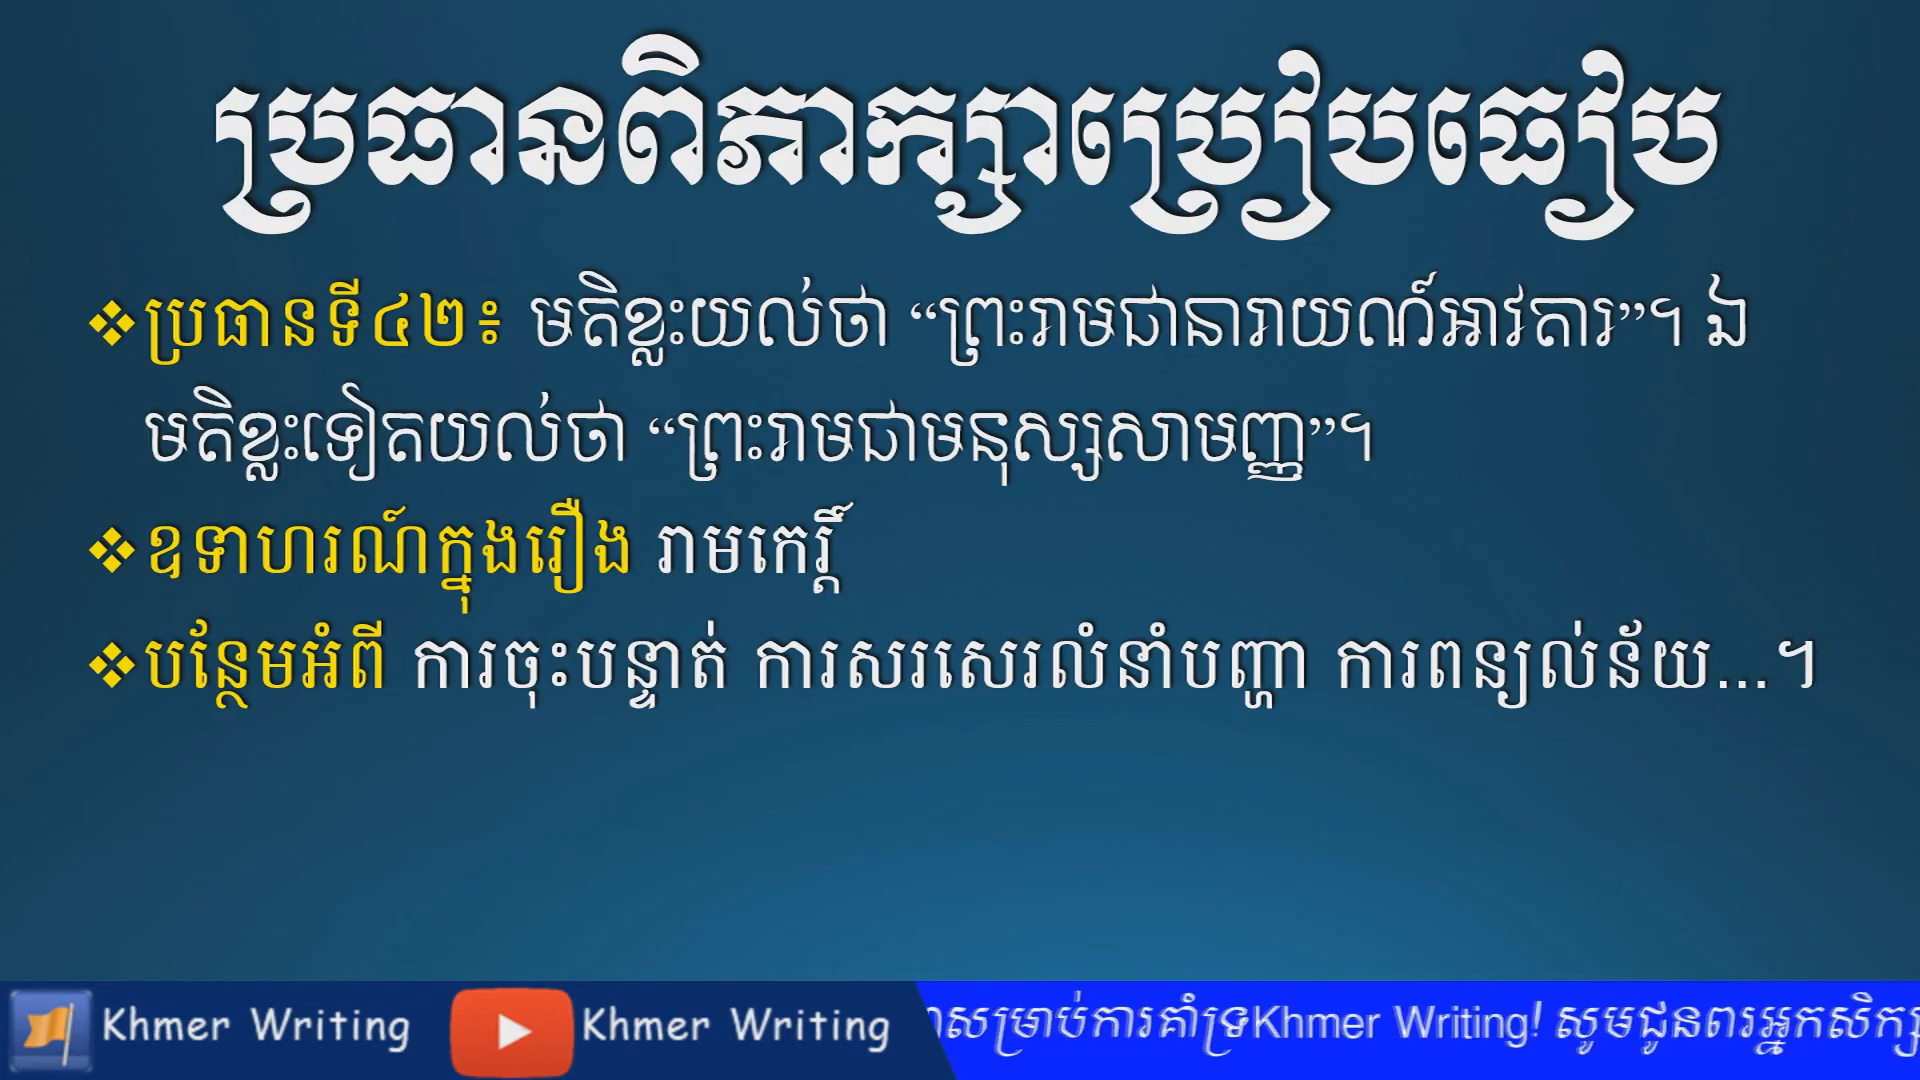 ប្រធានពិភាក្សាប្រៀបធៀប
❖ប្រធានទី៤២៖ មតិខ្លះយល់ថា “ព្រះរាមជានារាយណ៍អាវតារ”។ ឯ
មតិខ្លះទៀតយល់ថា “ព្រះរាមជាមនុស្សសាមញ្ញ”។
❖ឧទាហរណ៍ក្នុងរឿង រាមកេរ្តិ៍
❖បន្ថែមអំពី ការចុះបន្ទាត់ ការសរសេរលំនាំបញ្ហា ការពន្យល់ន័យ...។
Khmer Writing Khmer Writing សម្រាប់ការគាំទ្រKhmer Writing! សូមជូនពរអ្នកសិក្ស